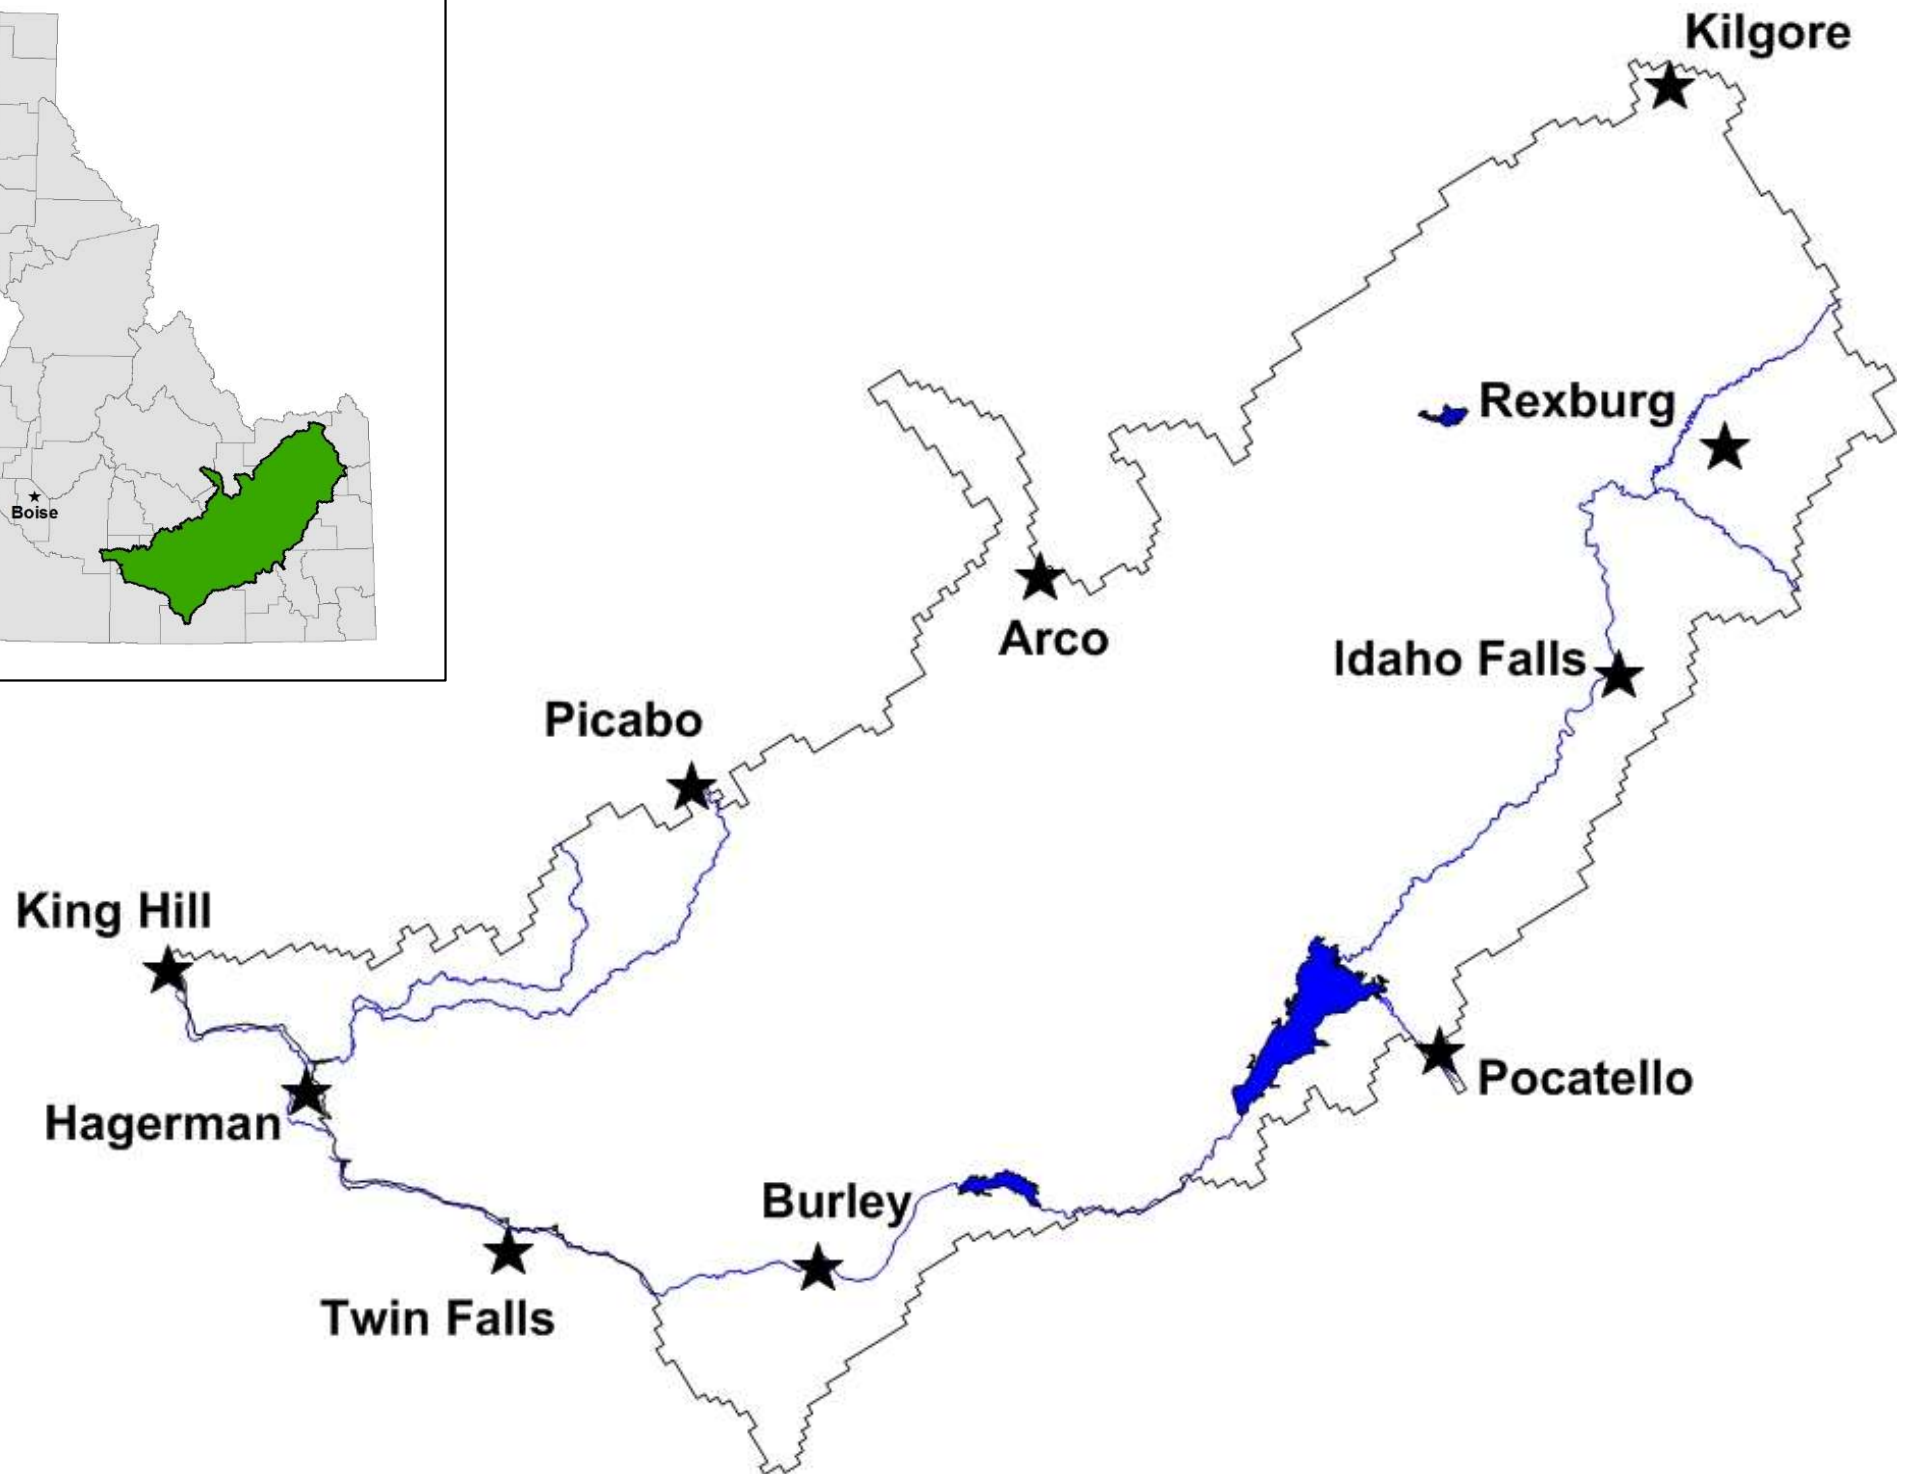 Kilgore
Rexburg
Boise
Arco
Idaho Falls
Picabo
King Hill
Pocatello
Hagerman
Burley
Twin Falls